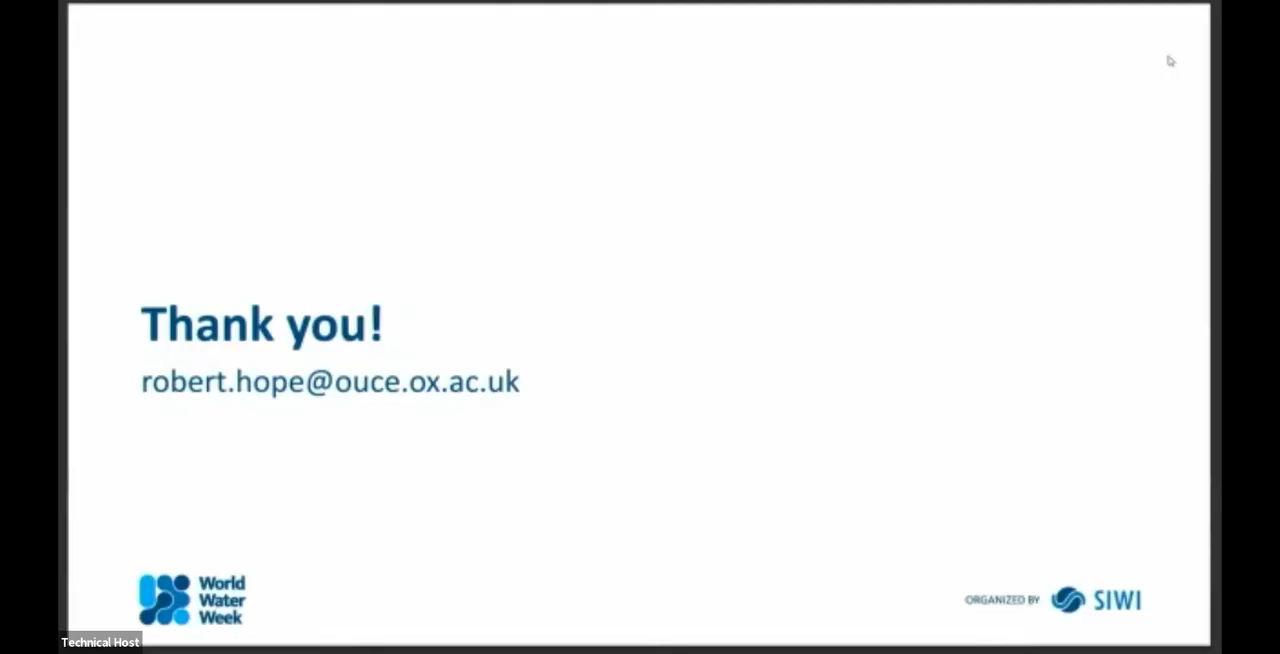 Thank you!
robert.hope@ouce.ox.ac.uk
World
Water
Week
ORGANIZED BY SIWI
Technical Host